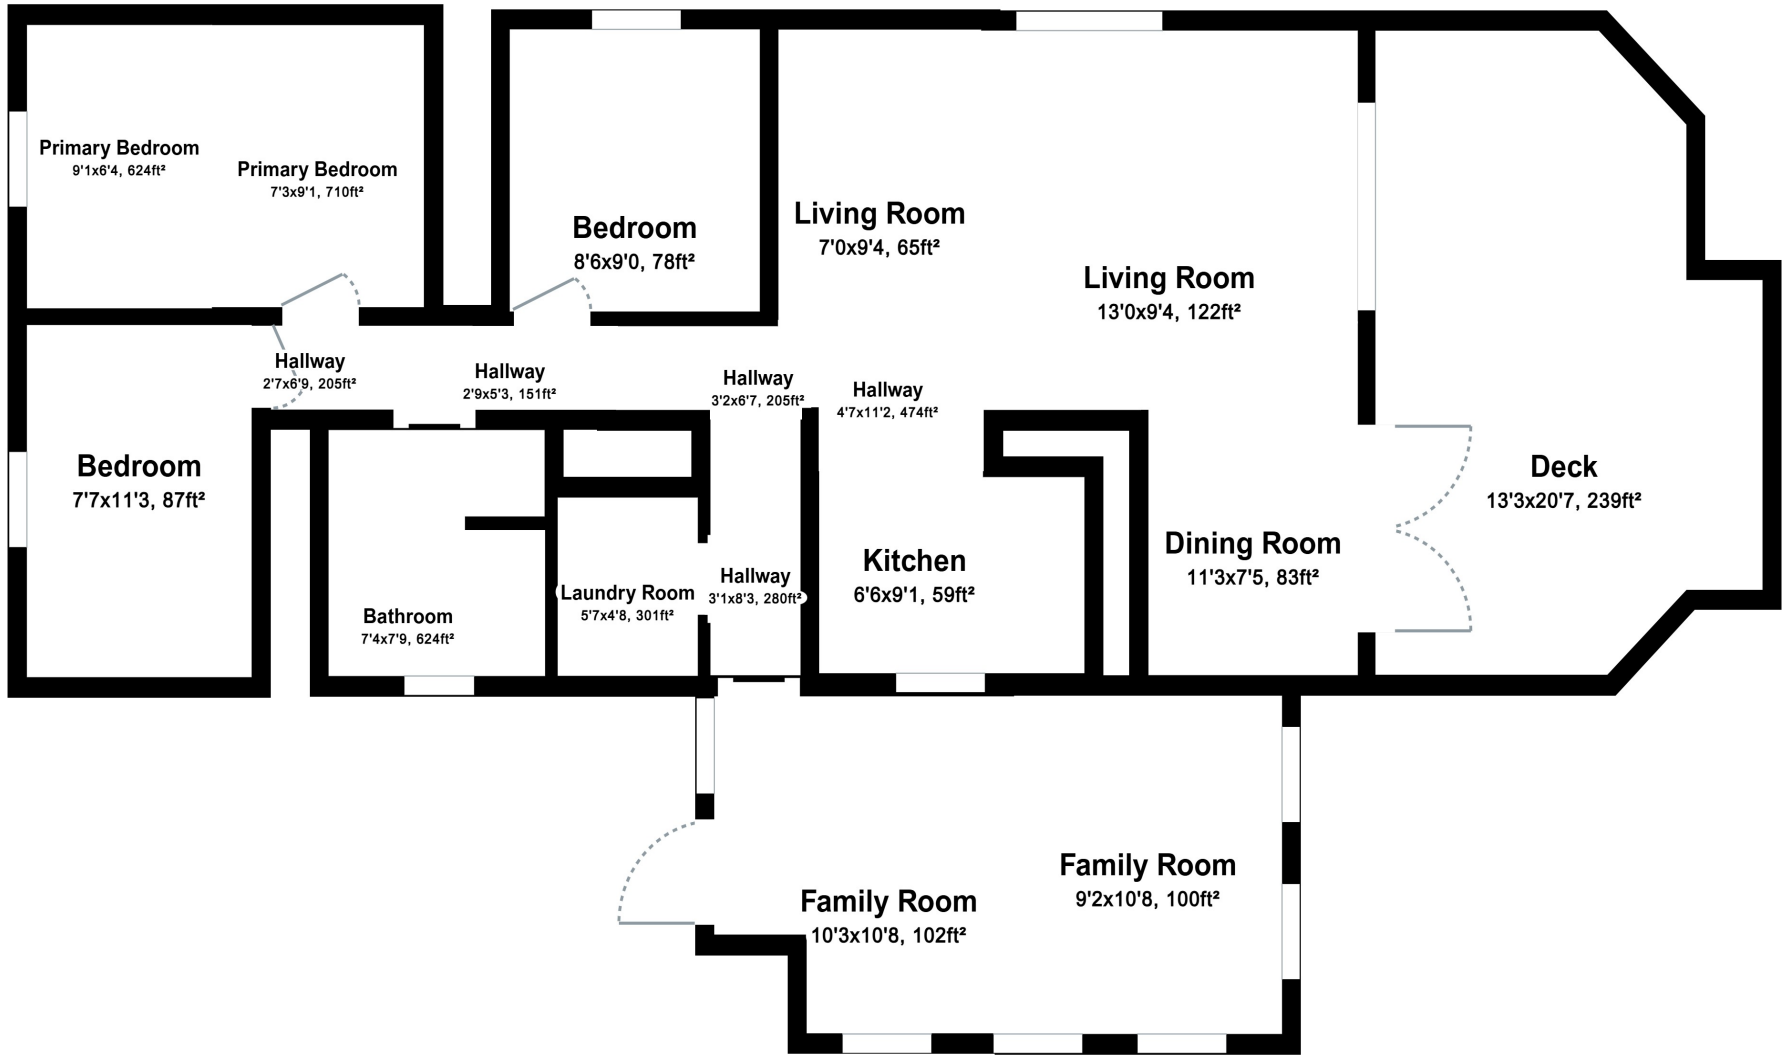 Primary Bedroom
9'1x6'4, 624ft²
Primary Bedroom
7'3x9'1, 710ft²
Bedroom
8'6x9'0, 78ft²
Living Room
7'0x9'4, 65ft²
Living Room
13'0x9'4, 122ft²
Hallway
2'7x6'9, 205ft²
Hallway
2'9x5'3, 151ft²
Hallway
3'2x6'7, 205ft²
Hallway
4'7x11'2, 474ft²
Bedroom
7'7x11'3, 87ft²
Deck
13'3x20'7, 239ft²
Dining Room
11'3x7'5, 83ft²
Kitchen
6'6x9'1, 59ft²
Hallway
3'1x8'3, 280ft²
Laundry Room
5'7x4'8, 301ft²
Bathroom
7'4x7'9, 624ft²
Family Room
9'2x10'8, 100ft²
Family Room
10'3x10'8, 102ft²